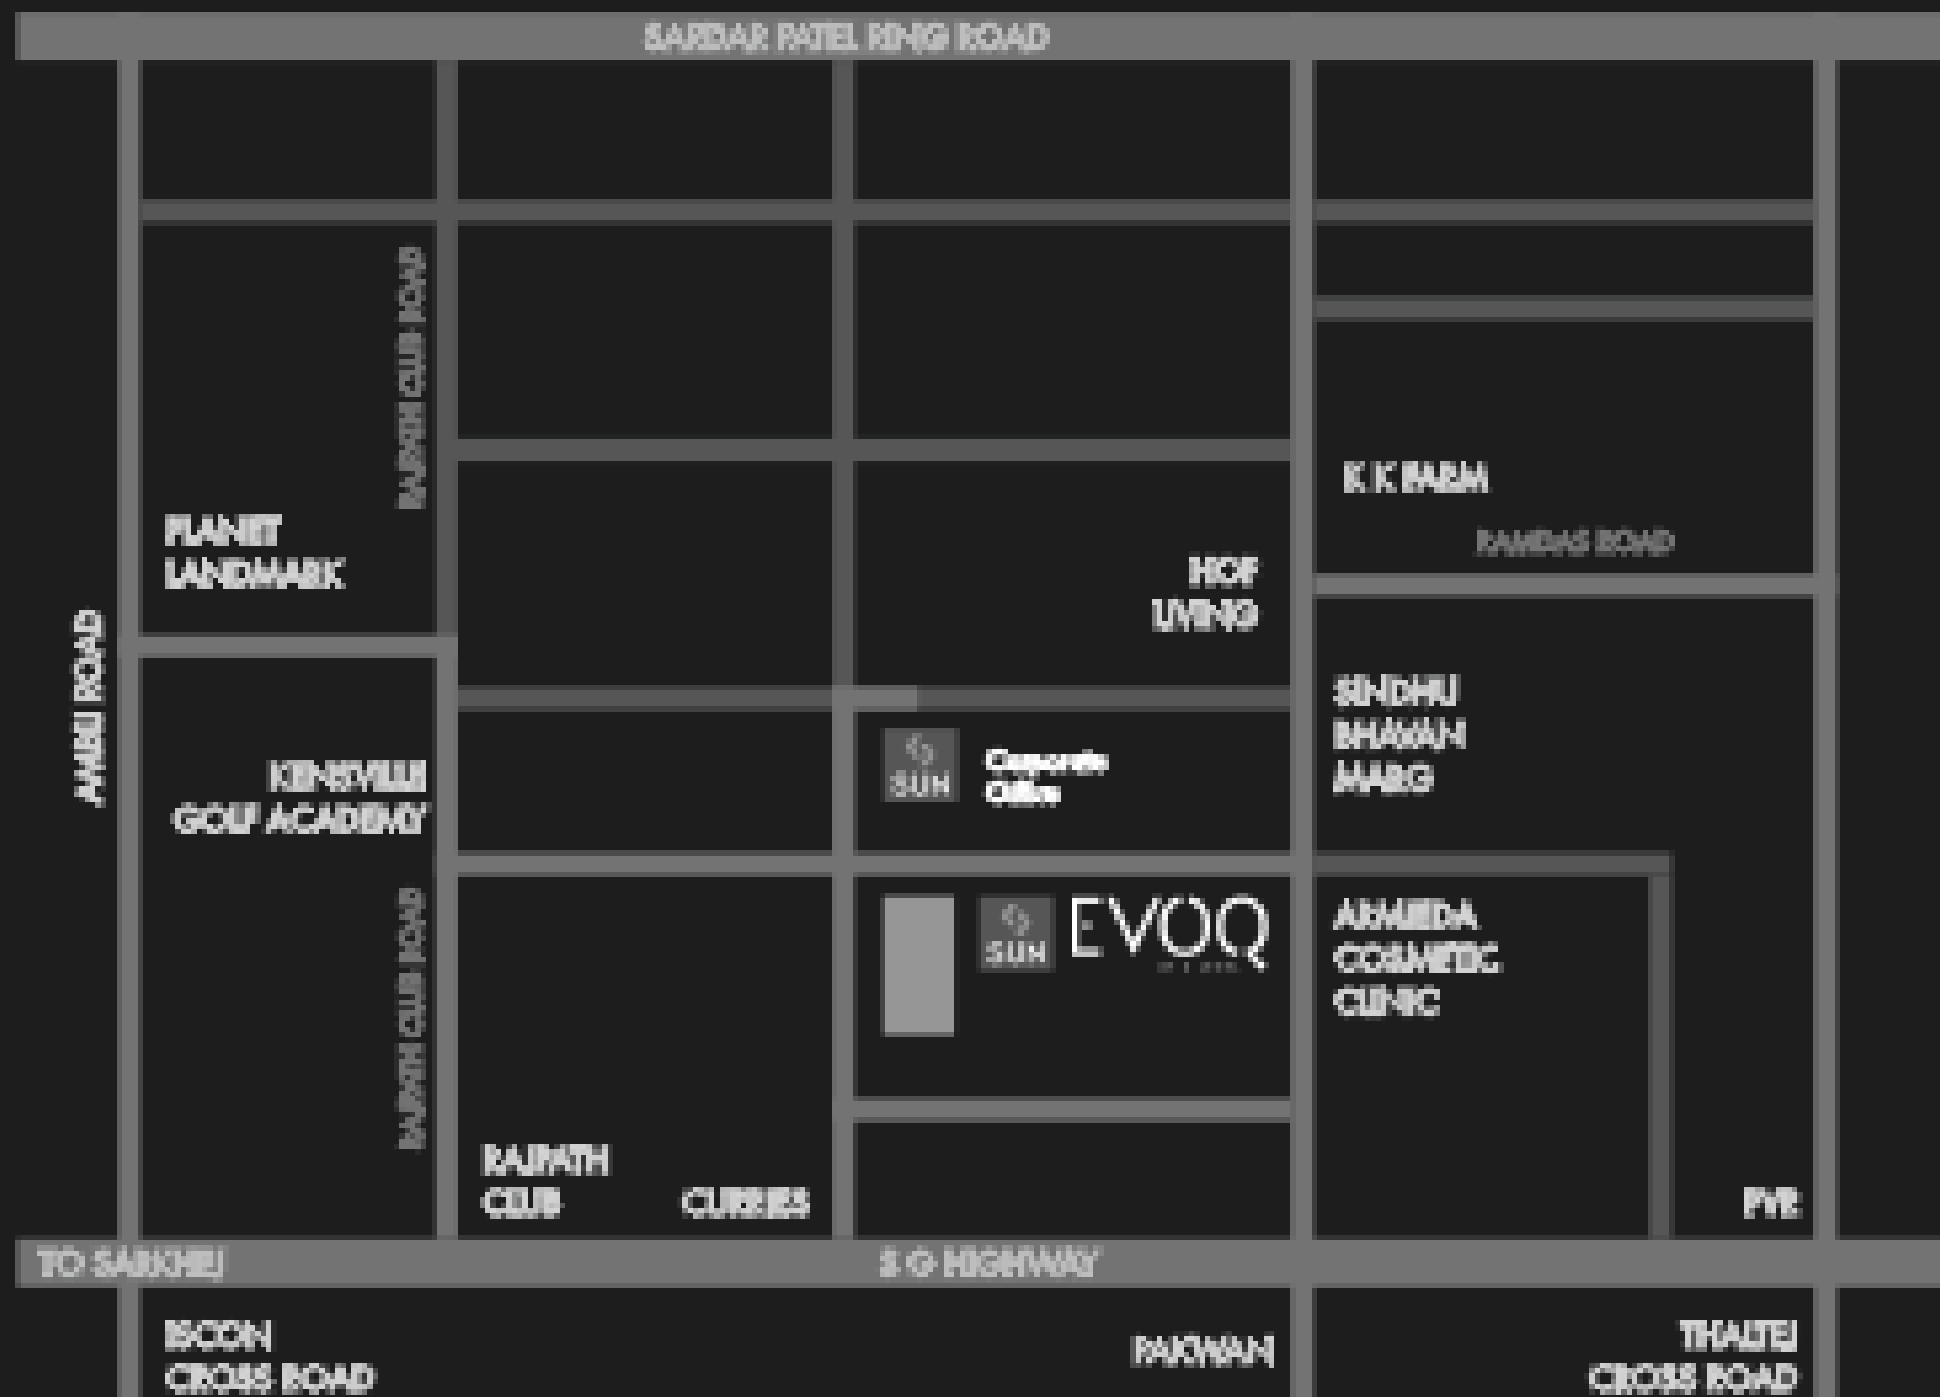 SARDAR PATEL RING ROAD
RAJPATH CLUB ROAD
K K FARM
PLANET
LANDMARK
RAMDAS ROAD
HOF
LIVING
AMBLI ROAD
SINDHU
BHAVAN
MARG
KENSVILLE
GOLF ACADEMY
SUN
Corporate
Office
RAJPATH CLUB ROAD
SUN
EVOQ
ARMIEDA
COSMETIC
CLINIC
RAJPATH
CLUB
CURRIES
PVR
TO SARKHEJ
S G HIGHWAY
ISCON
CROSS ROAD
PAKWAN
THALTEJ
CROSS ROAD